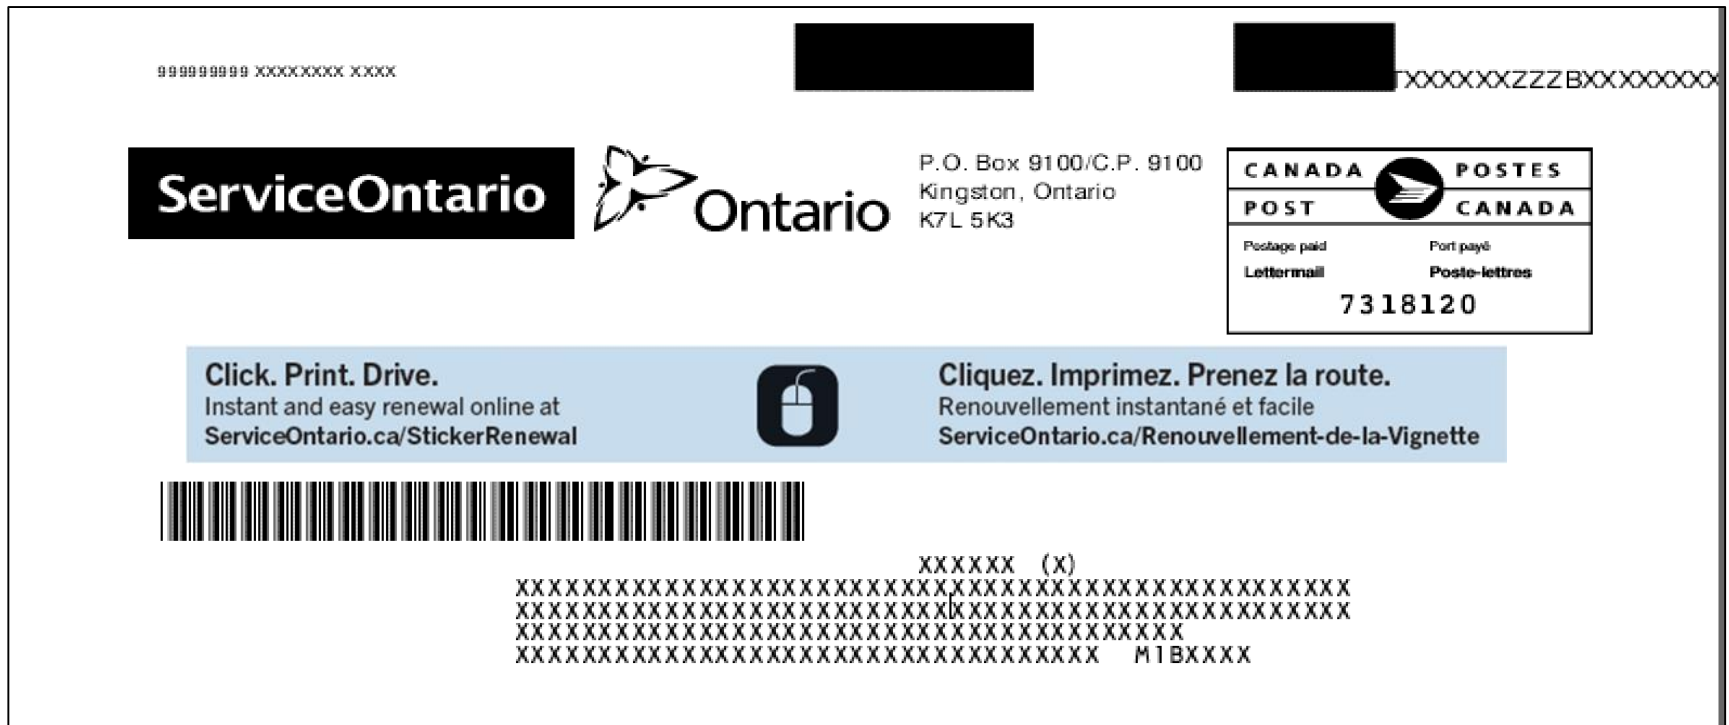 999999999 XXXXXXXX XXXX
TXXXXXXZZZBXXXXXXXX
ServiceOntario
Ontario
P.O. Box 9100/C.P. 9100
Kingston, Ontario
K7L 5K3
CANADA POSTES
POST CANADA
Postage paid Port payé
Lettermail Poste-lettres
7318120
Click. Print. Drive.
Instant and easy renewal online at
ServiceOntario.ca/StickerRenewal
Cliquez. Imprimez. Prenez la route.
Renouvellement instantané et facile
ServiceOntario.ca/Renouvellement-de-la-Vignette
XXXXXX (X)
XXXXXXXXXXXXXXXXXXXXXXXXXXXXXXXXXXXXXXXXXXXXXXXXXX
XXXXXXXXXXXXXXXXXXXXXXXXXXXXXXXXXXXXXXXXXXXXXXXXXX
XXXXXXXXXXXXXXXXXXXXXXXXXXXXXXXXXXXXXXXX
XXXXXXXXXXXXXXXXXXXXXXXXXXXXXXXXXXX M1BXXXX